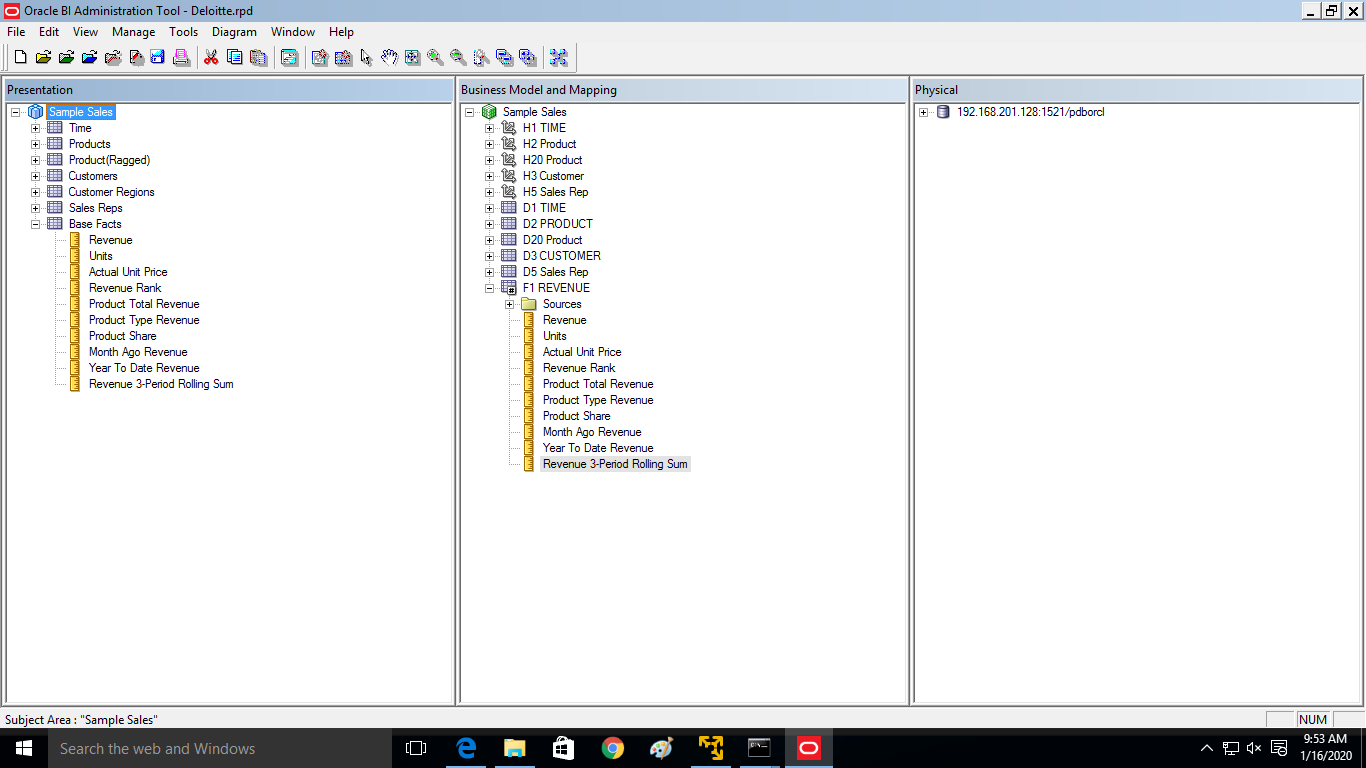 Oracle BI Administration Tool - Deloitte.rpd
File Edit View Manage Tools Diagram Window Help
Presentation
Sample Sales
Time
Products
Product(Ragged)
Customers
Customer Regions
Sales Reps
Base Facts
Revenue
Units
Actual Unit Price
Revenue Rank
Product Total Revenue
Product Type Revenue
Product Share
Month Ago Revenue
Year To Date Revenue
Revenue 3-Period Rolling Sum
Business Model and Mapping
Sample Sales
H1 TIME
H2 Product
H20 Product
H3 Customer
H5 Sales Rep
D1 TIME
D2 PRODUCT
D20 Product
D3 CUSTOMER
D5 Sales Rep
F1 REVENUE
Sources
Revenue
Units
Actual Unit Price
Revenue Rank
Product Total Revenue
Product Type Revenue
Product Share
Month Ago Revenue
Year To Date Revenue
Revenue 3-Period Rolling Sum
Physical
192.168.201.128:1521/pdborcl
Subject Area : "Sample Sales"
NUM
Search the web and Windows
9:53 AM
1/16/2020